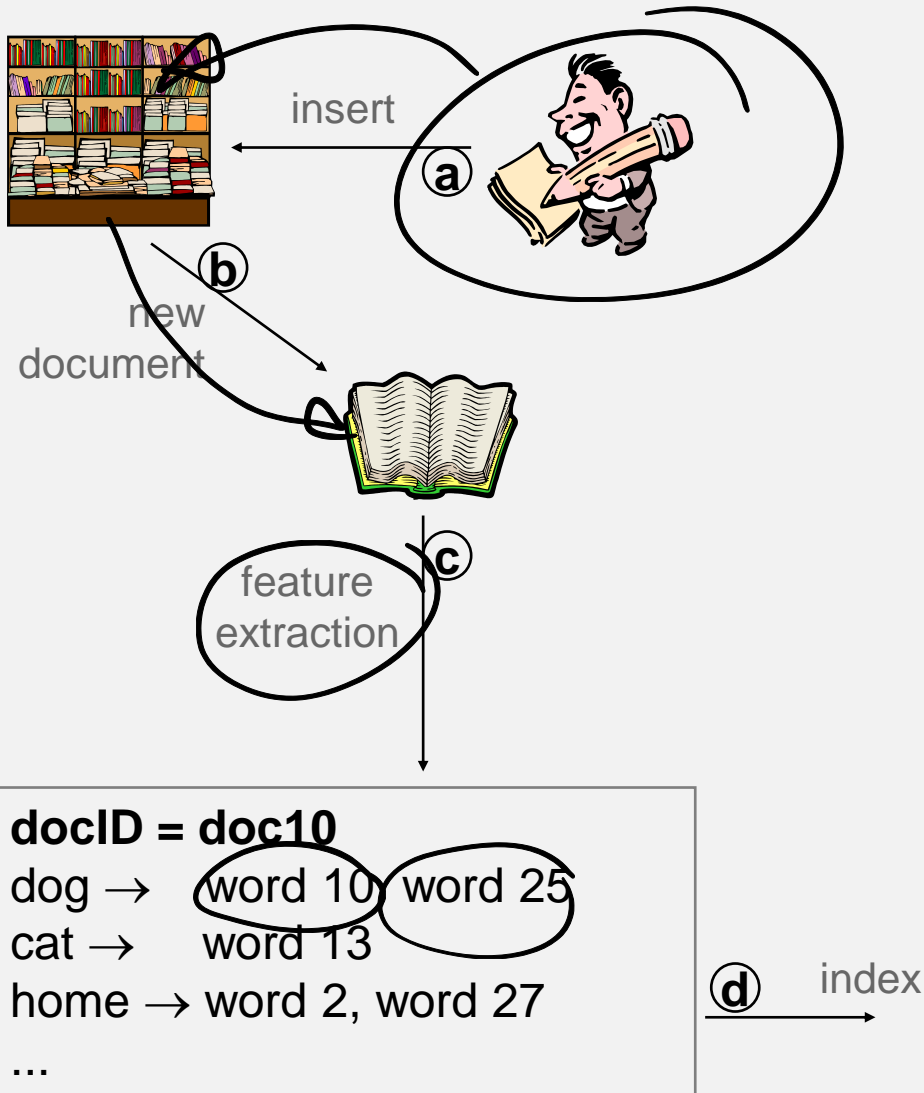 insert
a
b
new
document
c
feature
extraction
docID = doc10
dog → word 10, word 25
cat → word 13
home → word 2, word 27
...
d index